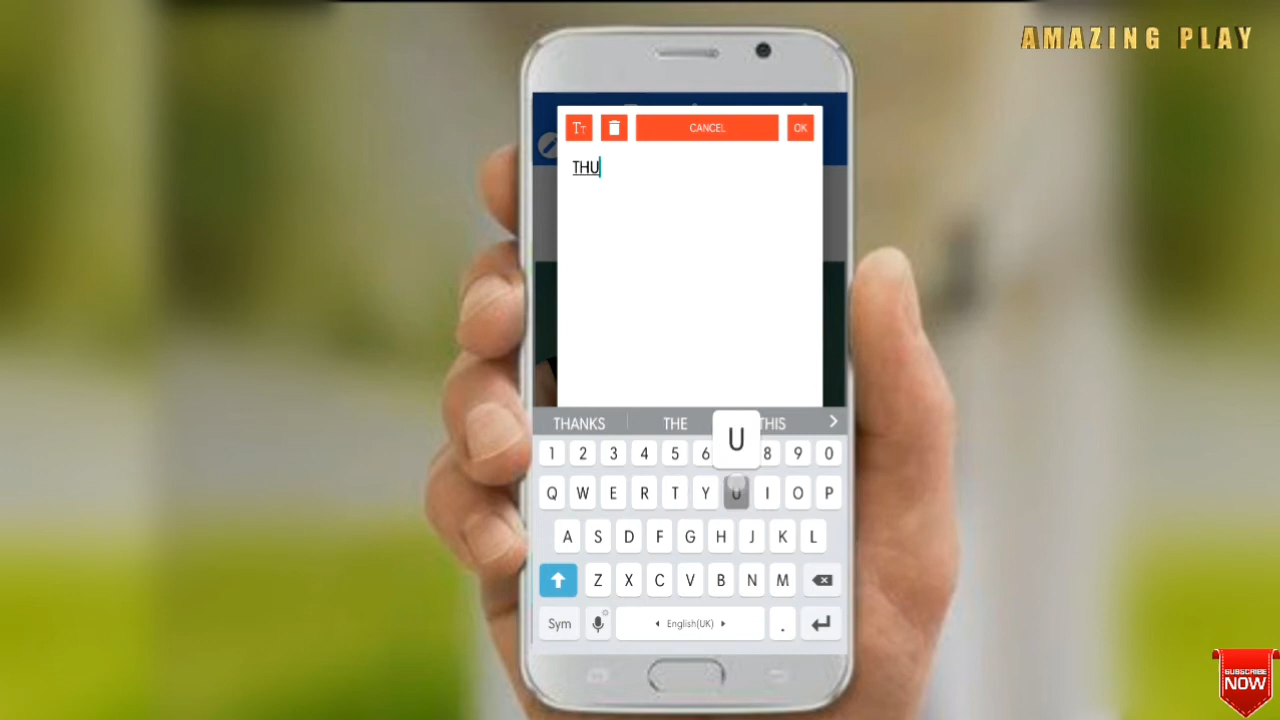 AMAZING PLAY
TT CANCEL OK
THU
THANKS THE THIS
U
1 2 3 4 5 6 8 9 0
Q W E R T Y U I O P
A S D F G H J K L
Z X C V B N M
Sym English(UK) .
SUBSCRIBE
NOW